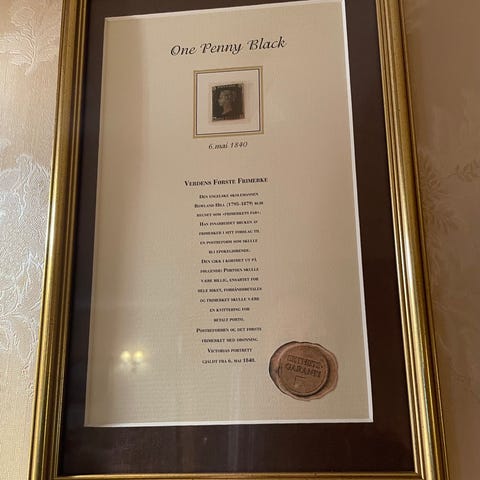 One Penny Black
6. mai 1840
VERDENS FØRSTE FRIMERKE
DEN ENGELSKE SKOLEMANNEN
ROWLAND HILL (1795-1879) BLIR
REGNET SOM «FRIMERKETS FAR».
HAN INNARBEIDET BRUKEN AV
FRIMERKER I SITT FORSLAG TIL
EN POSTREFORM SOM SKULLE
BLI EPOKEGJØRENDE.
DEN GIKK I KORTHET UT PÅ
FØLGENDE: PORTOEN SKULLE
VÆRE BILLIG, ENSARTET FOR
HELE RIKET, FORHÅNDSBETALES
OG FRIMERKET SKULLE VÆRE
EN KVITTERING FOR
BETALT PORTO.
POSTREFORMEN OG DET FØRSTE
FRIMERKET MED DRONNING
VICTORIAS PORTRETT
GJALDT FRA 6. MAI 1840.
EKTHETS-
GARANTI